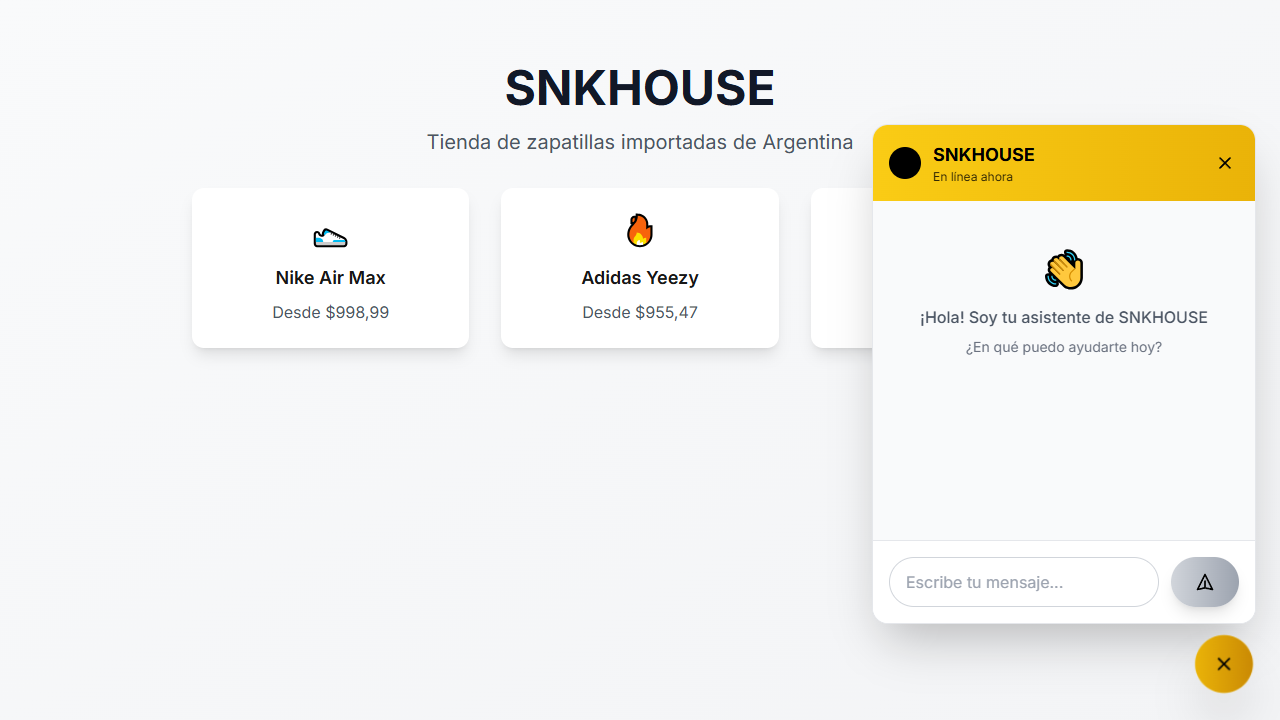 SNKHOUSE
Tienda de zapatillas importadas de Argentina
Nike Air Max
Desde $998,99
Adidas Yeezy
Desde $955,47
SNKHOUSE
En línea ahora
¡Hola! Soy tu asistente de SNKHOUSE
¿En qué puedo ayudarte hoy?
Escribe tu mensaje...